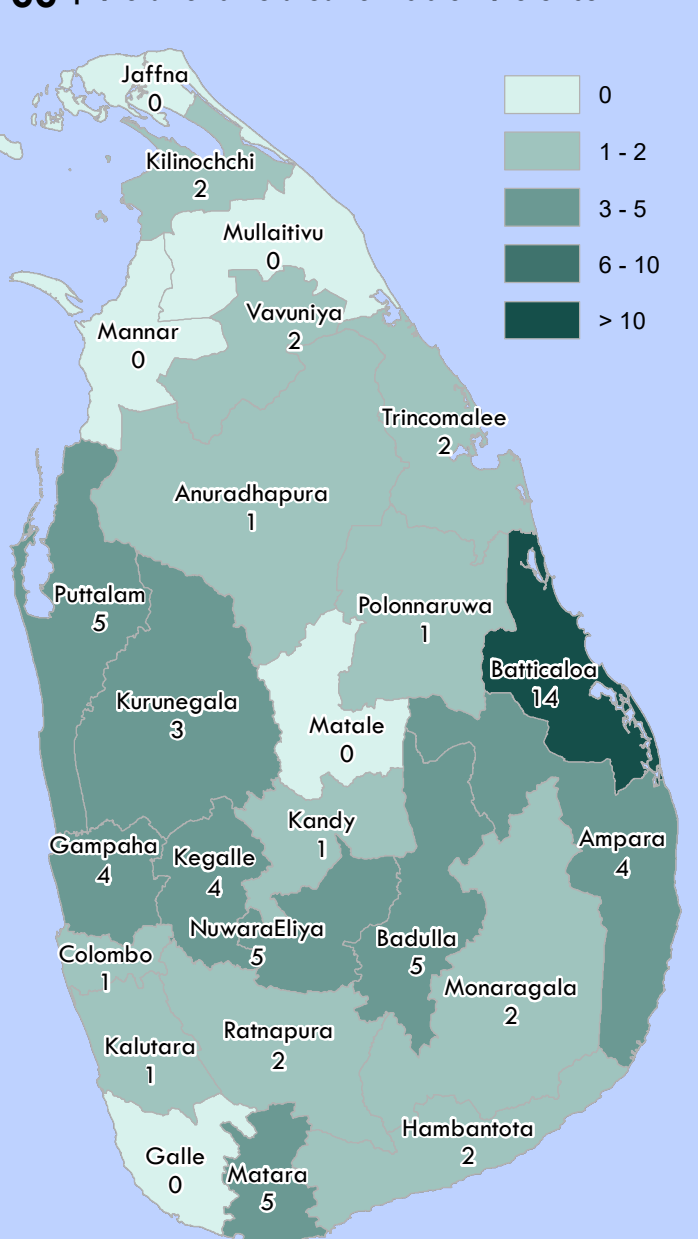 Jaffna
0
0
Kilinochchi
2
1 - 2
3 - 5
Mullaitivu
0
6 - 10
Vavuniya
2
> 10
Mannar
0
Trincomalee
2
Anuradhapura
1
Puttalam
5
Polonnaruwa
1
Batticaloa
14
Kurunegala
3
Matale
0
Kandy
1
Gampaha
4
Kegalle
4
Ampara
4
NuwaraEliya
5
Badulla
5
Colombo
1
Monaragala
2
Ratnapura
2
Kalutara
1
Hambantota
2
Galle
0
Matara
5